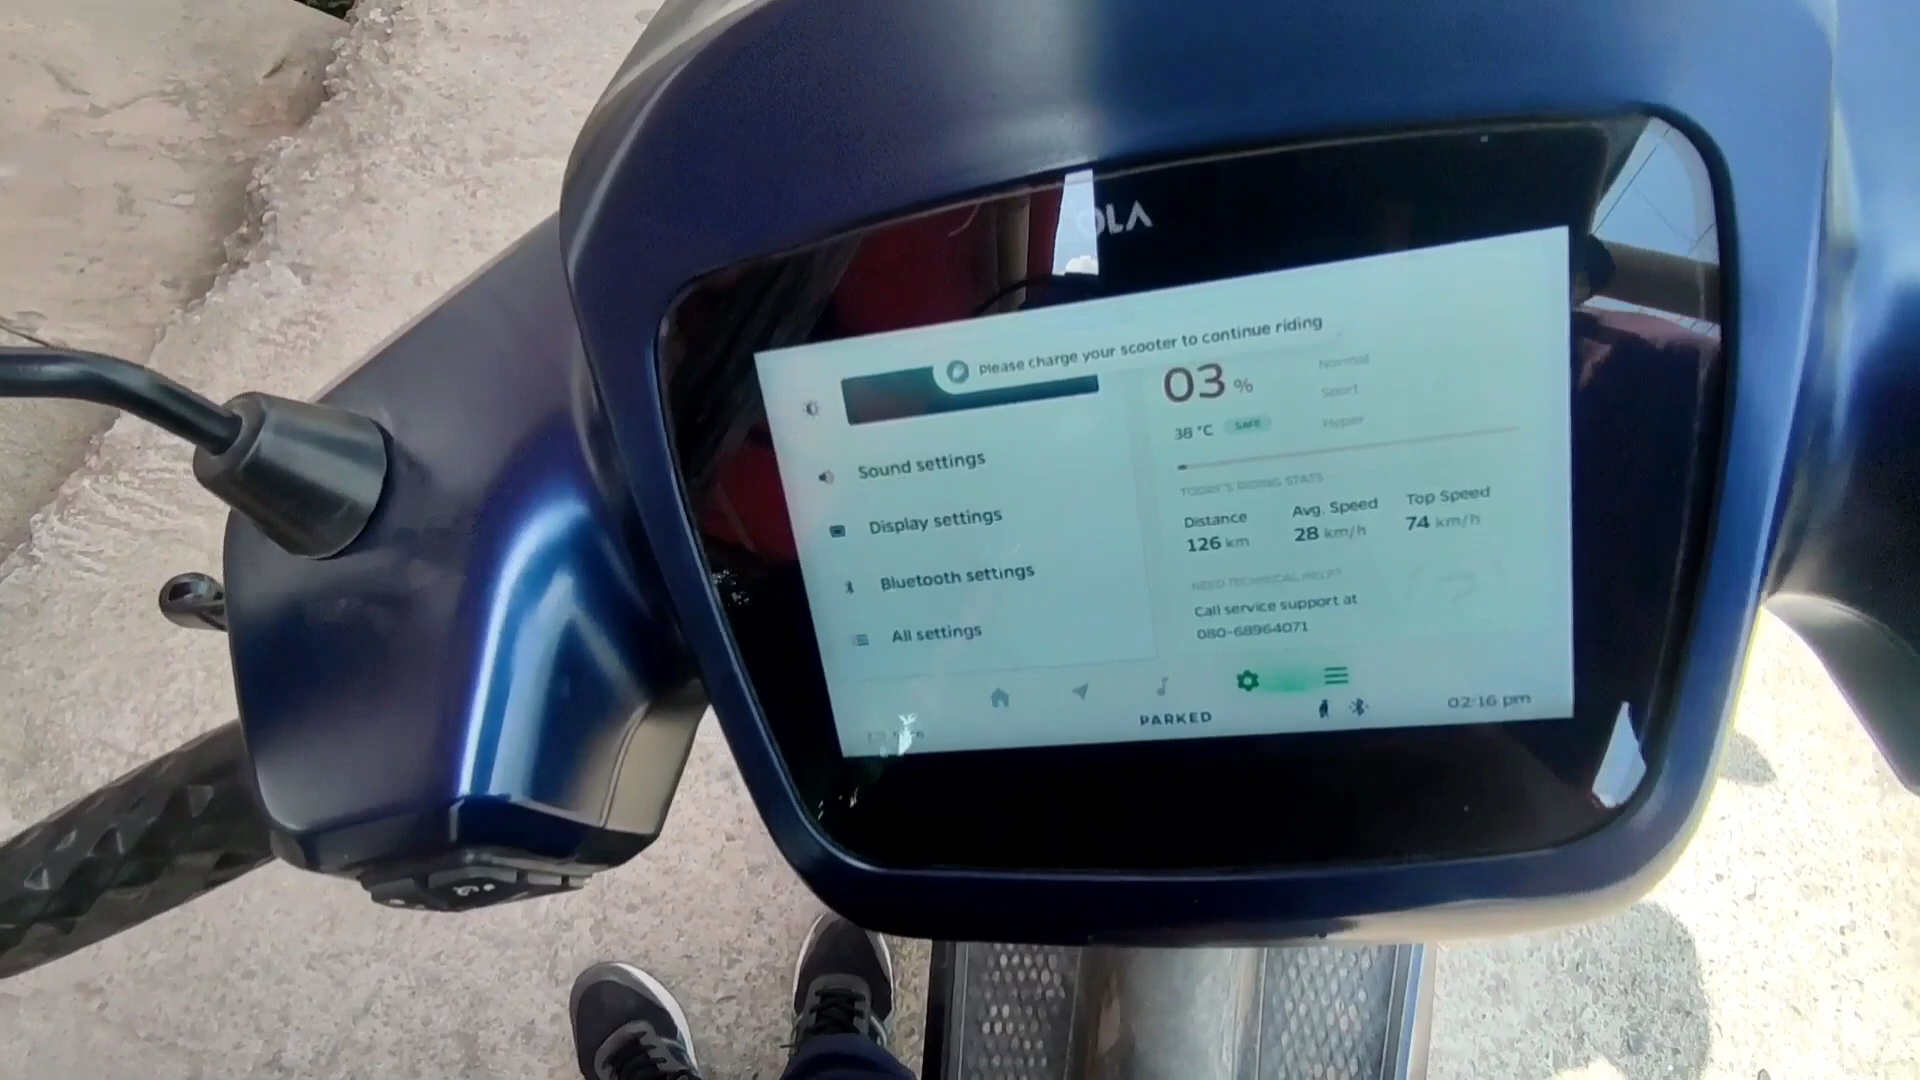 OLA
Please charge your scooter to continue riding
03 %
Normal
Sport
Hyper
38 °C SAFE
Sound settings
Display settings
Bluetooth settings
All settings
TODAY'S RIDING STATS
Distance Avg. Speed Top Speed
126 km 28 km/h 74 km/h
NEED TECHNICAL HELP?
Call service support at
080-68964071
PARKED
02:16 pm